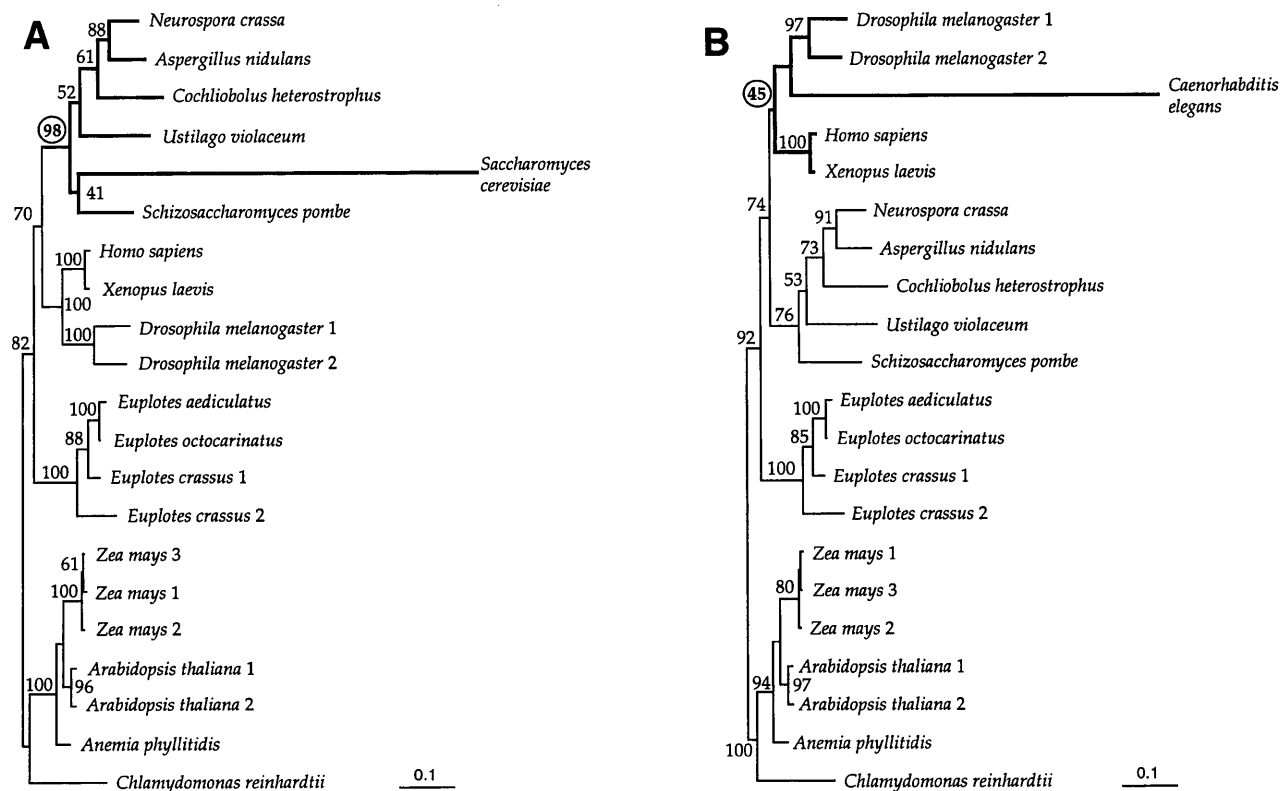 A
88
Neurospora crassa
61
Aspergillus nidulans
52
Cochliobolus heterostrophus
98
Ustilago violaceum
Saccharomyces
cerevisiae
41
Schizosaccharomyces pombe
70
Homo sapiens
100
Xenopus laevis
100
Drosophila melanogaster 1
100
Drosophila melanogaster 2
82
Euplotes aediculatus
100
Euplotes octocarinatus
88
Euplotes crassus 1
100
Euplotes crassus 2
Zea mays 3
61
Zea mays 1
100
Zea mays 2
Arabidopsis thaliana 1
100
96
Arabidopsis thaliana 2
Anemia phyllitidis
Chlamydomonas reinhardtii
0.1
B
97
Drosophila melanogaster 1
Drosophila melanogaster 2
45
Caenorhabditis
elegans
Homo sapiens
100
Xenopus laevis
74
Neurospora crassa
91
Aspergillus nidulans
73
Cochliobolus heterostrophus
53
Ustilago violaceum
76
Schizosaccharomyces pombe
92
Euplotes aediculatus
100
Euplotes octocarinatus
85
Euplotes crassus 1
100
Euplotes crassus 2
Zea mays 1
80
Zea mays 3
Zea mays 2
Arabidopsis thaliana 1
94
97
Arabidopsis thaliana 2
Anemia phyllitidis
100
Chlamydomonas reinhardtii
0.1